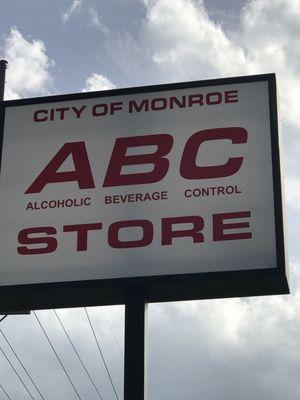 CITY OF MONROE
ABC
ALCOHOLIC BEVERAGE CONTROL
STORE